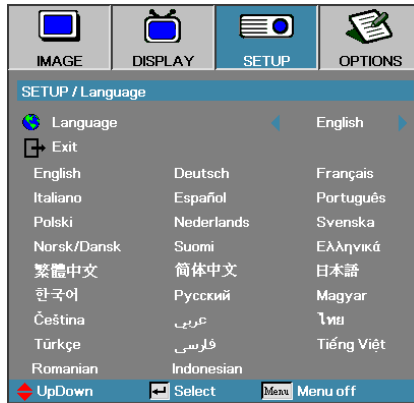 IMAGE DISPLAY SETUP OPTIONS
SETUP / Language
Language English
Exit
English Deutsch Français
Italiano Español Português
Polski Nederlands Svenska
Norsk/Dansk Suomi Ελληνικά
繁體中文 简体中文 日本語
한국어 Русский Magyar
Čeština عربي ไทย
Türkçe فارسی Tiếng Việt
Romanian Indonesian
UpDown Select Menu Menu off